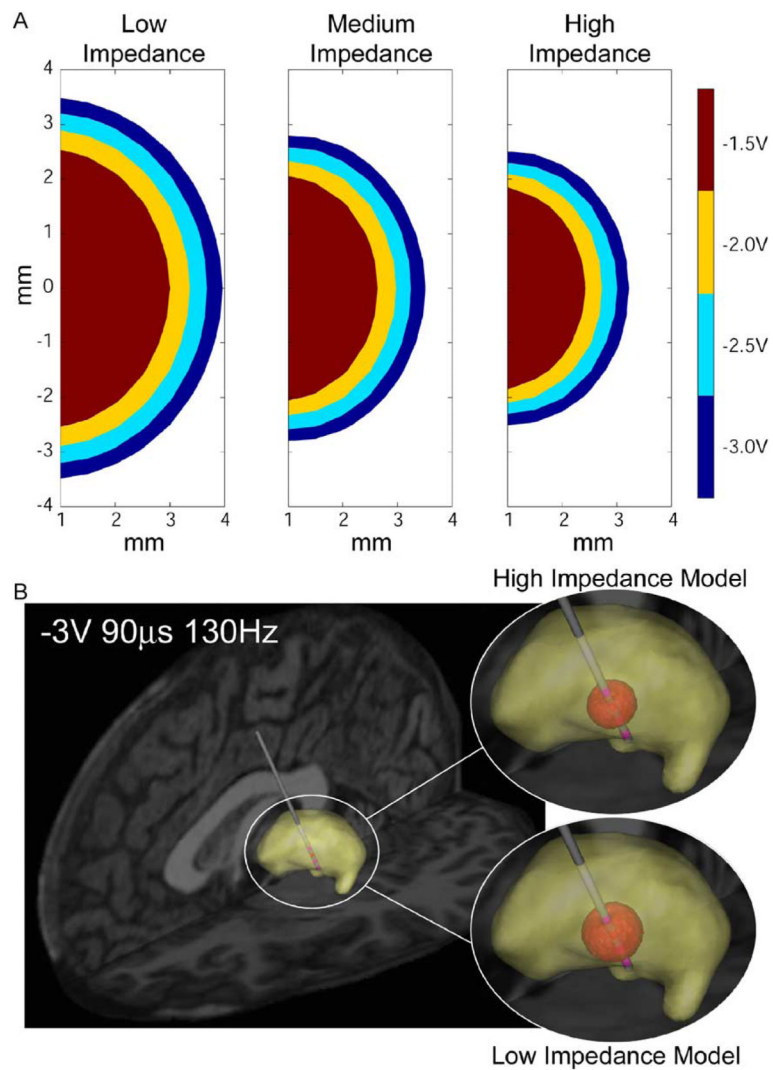 A
Low
Impedance
Medium
Impedance
High
Impedance
4
3
2
1
0
-1
-2
-3
-4
mm
1 2 3 4
mm
1 2 3 4
mm
1 2 3 4
mm
-1.5V
-2.0V
-2.5V
-3.0V
B
High Impedance Model
-3V 90μs 130Hz
Low Impedance Model